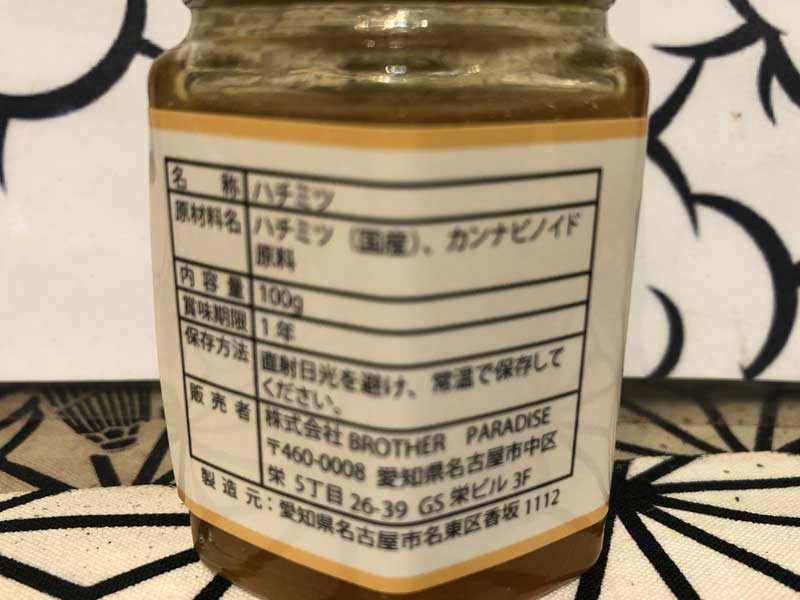 名 称 ハチミツ
原材料名 ハチミツ (国産)、カンナビノイド
原料
内容量 100g
賞味期限 1年
保存方法 直射日光を避け、常温で保存して
ください。
販売者 株式会社 BROTHER PARADISE
〒460-0008 愛知県名古屋市中区
栄 5丁目 26-39 GS 栄ビル 3F
製造元:愛知県名古屋市名東区香坂 1112